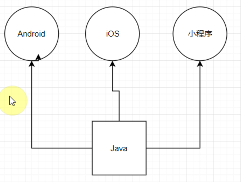 Android
iOS
小程序
Java